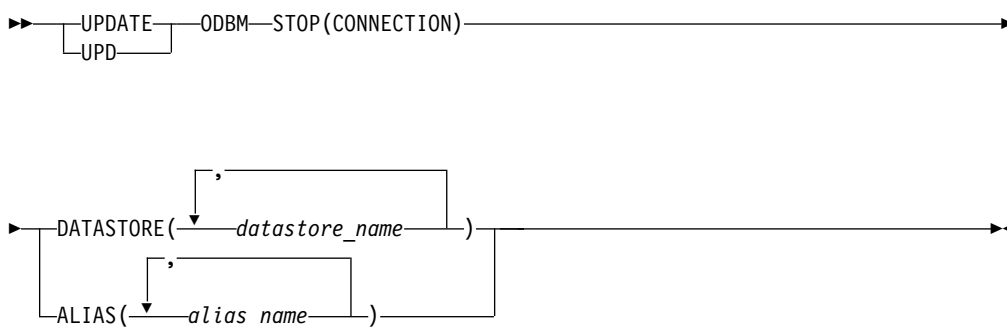 UPDATE ODBM STOP(CONNECTION)
UPD
,
DATASTORE( datastore_name )
,
ALIAS( alias name )